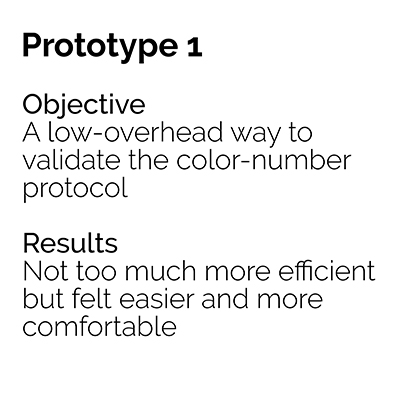 Prototype 1
Objective
A low-overhead way to
validate the color-number
protocol
Results
Not too much more efficient
but felt easier and more
comfortable